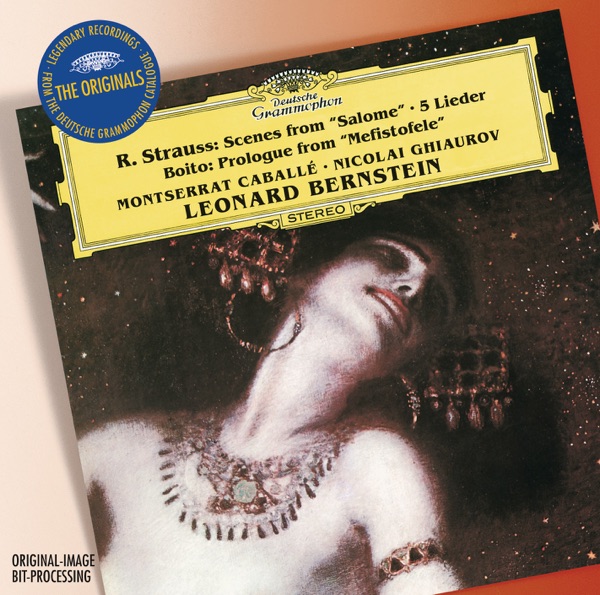 LEGENDARY RECORDINGS
THE ORIGINALS
FROM THE DEUTSCHE GRAMMOPHON CATALOGUE
Deutsche
Grammophon
R. Strauss: Scenes from "Salome" · 5 Lieder
Boito: Prologue from "Mefistofele"
MONTSERRAT CABALLÉ · NICOLAI GHIAUROV
LEONARD BERNSTEIN
STEREO
ORIGINAL-IMAGE
BIT-PROCESSING